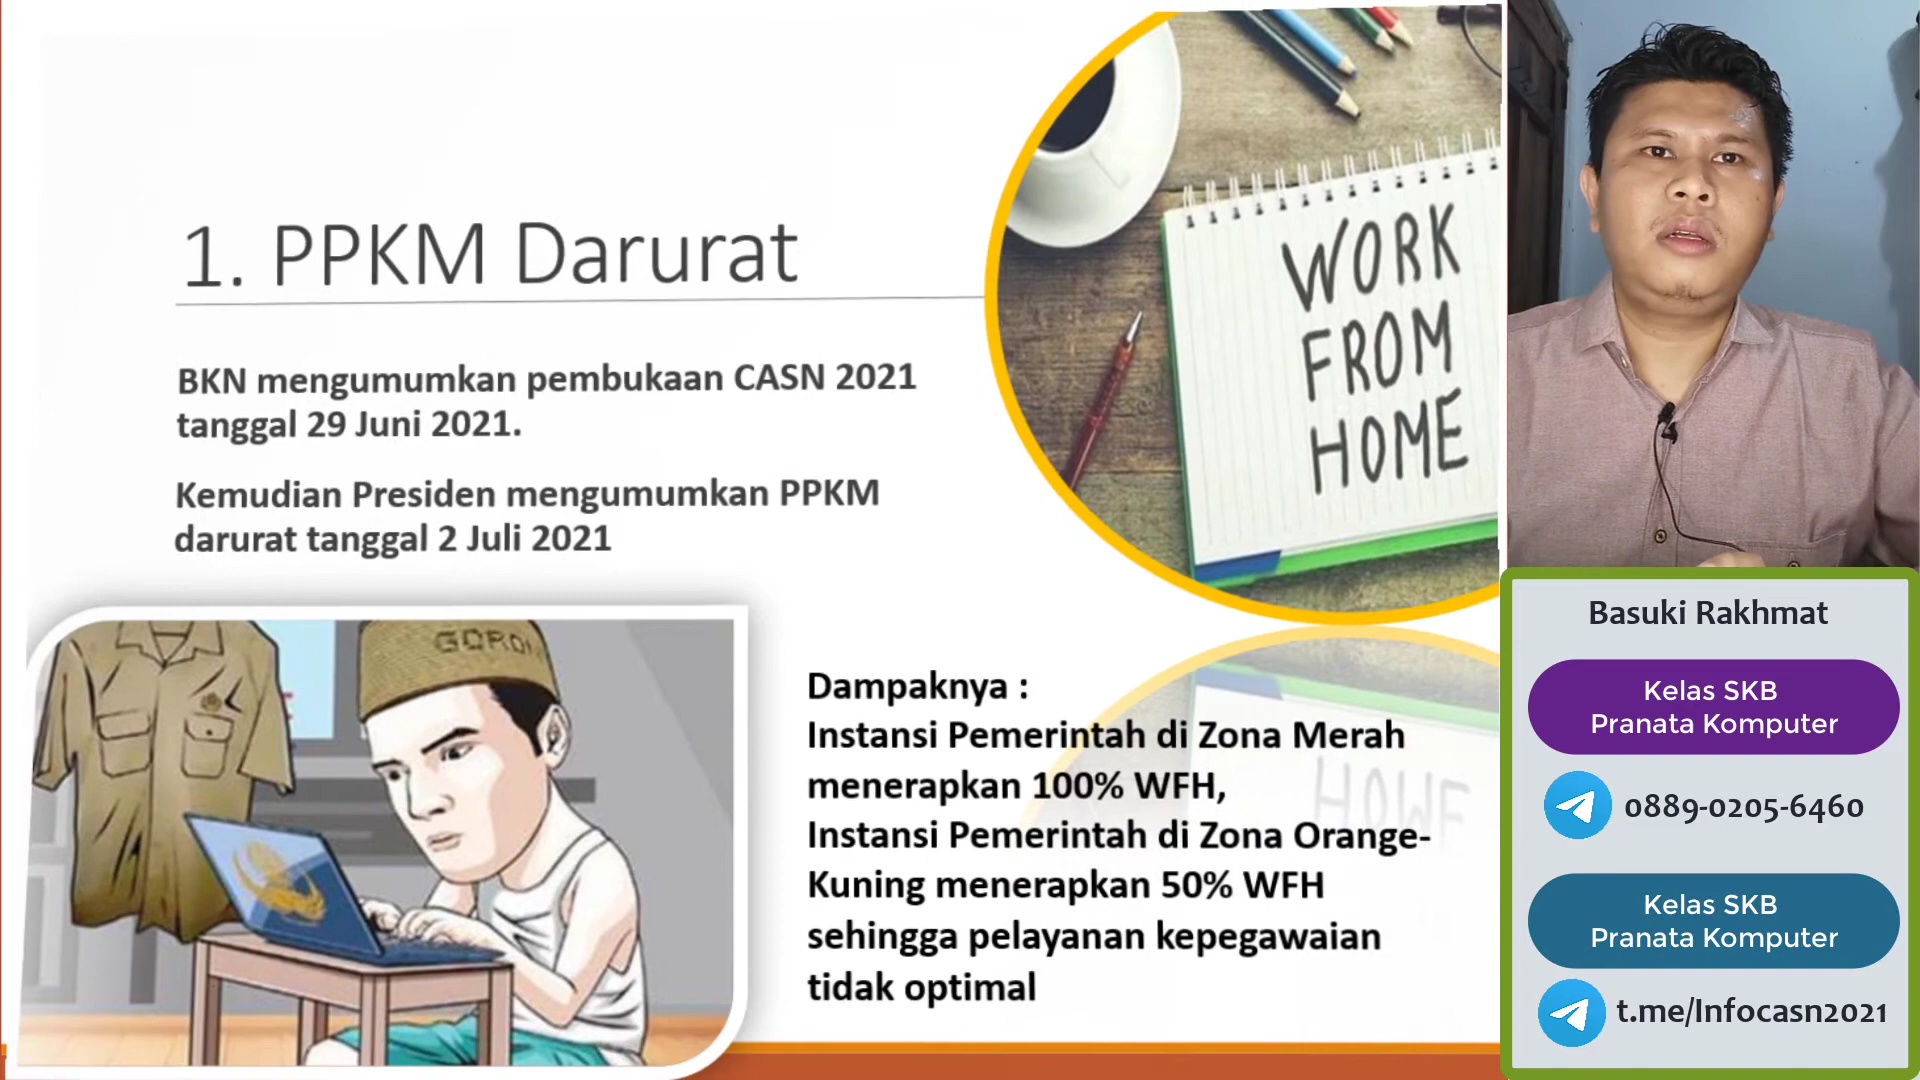 1. PPKM Darurat
BKN mengumumkan pembukaan CASN 2021
tanggal 29 Juni 2021.
Kemudian Presiden mengumumkan PPKM
darurat tanggal 2 Juli 2021
WORK
FROM
HOME
Dampaknya :
Instansi Pemerintah di Zona Merah
menerapkan 100% WFH,
Instansi Pemerintah di Zona Orange-
Kuning menerapkan 50% WFH
sehingga pelayanan kepegawaian
tidak optimal
Basuki Rakhmat
Kelas SKB
Pranata Komputer
0889-0205-6460
Kelas SKB
Pranata Komputer
t.me/Infocasn2021